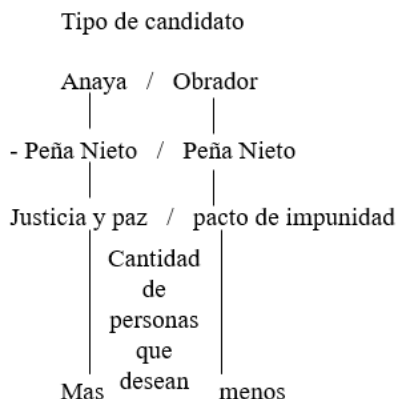 Tipo de candidato
Anaya / Obrador
- Peña Nieto / Peña Nieto
Justicia y paz / pacto de impunidad
Cantidad
de
personas
que
Mas desean menos